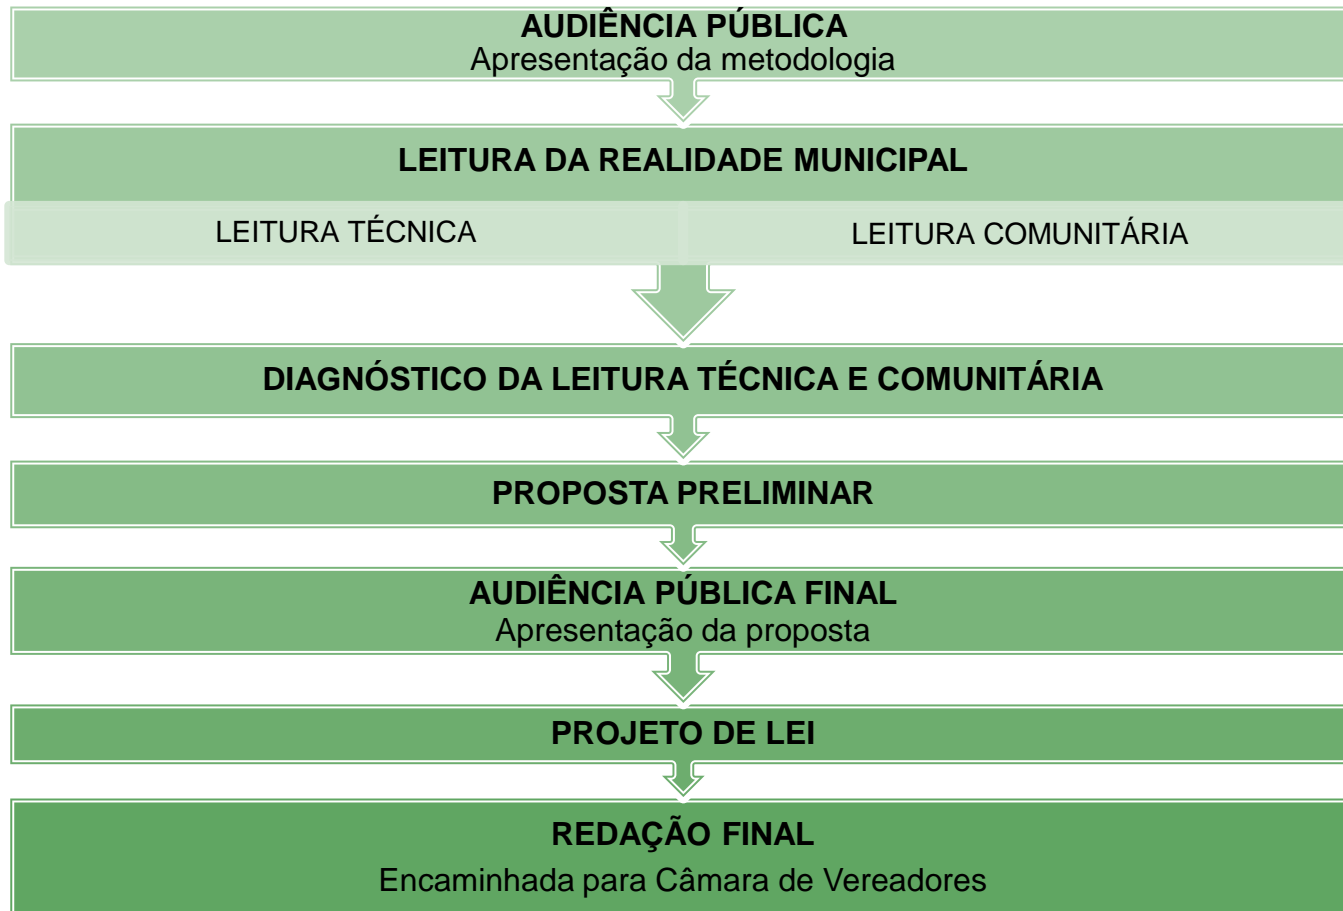 AUDIÊNCIA PÚBLICA
Apresentação da metodologia
LEITURA DA REALIDADE MUNICIPAL
LEITURA TÉCNICA
LEITURA COMUNITÁRIA
DIAGNÓSTICO DA LEITURA TÉCNICA E COMUNITÁRIA
PROPOSTA PRELIMINAR
AUDIÊNCIA PÚBLICA FINAL
Apresentação da proposta
PROJETO DE LEI
REDAÇÃO FINAL
Encaminhada para Câmara de Vereadores